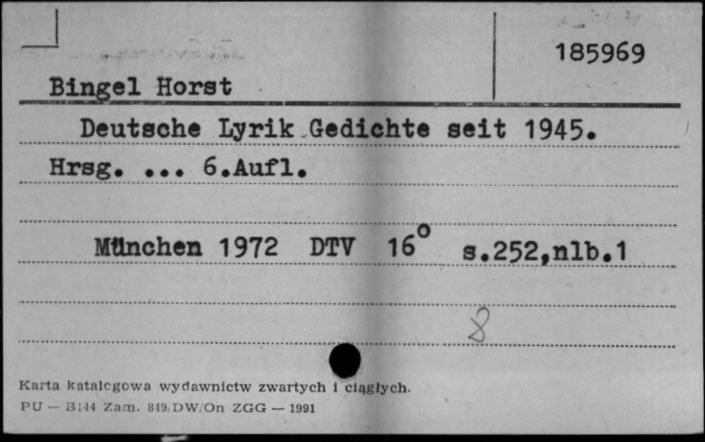 185969
Bingel Horst
Deutsche Lyrik Gedichte seit 1945.
Hrsg. ... 6.Aufl.
München 1972 DTV 16° s.252,nlb.1
8
Karta katalogowa wydawnictw zwartych i ciągłych.
PU — B144 Zam. 849/DW/On ZGG — 1991